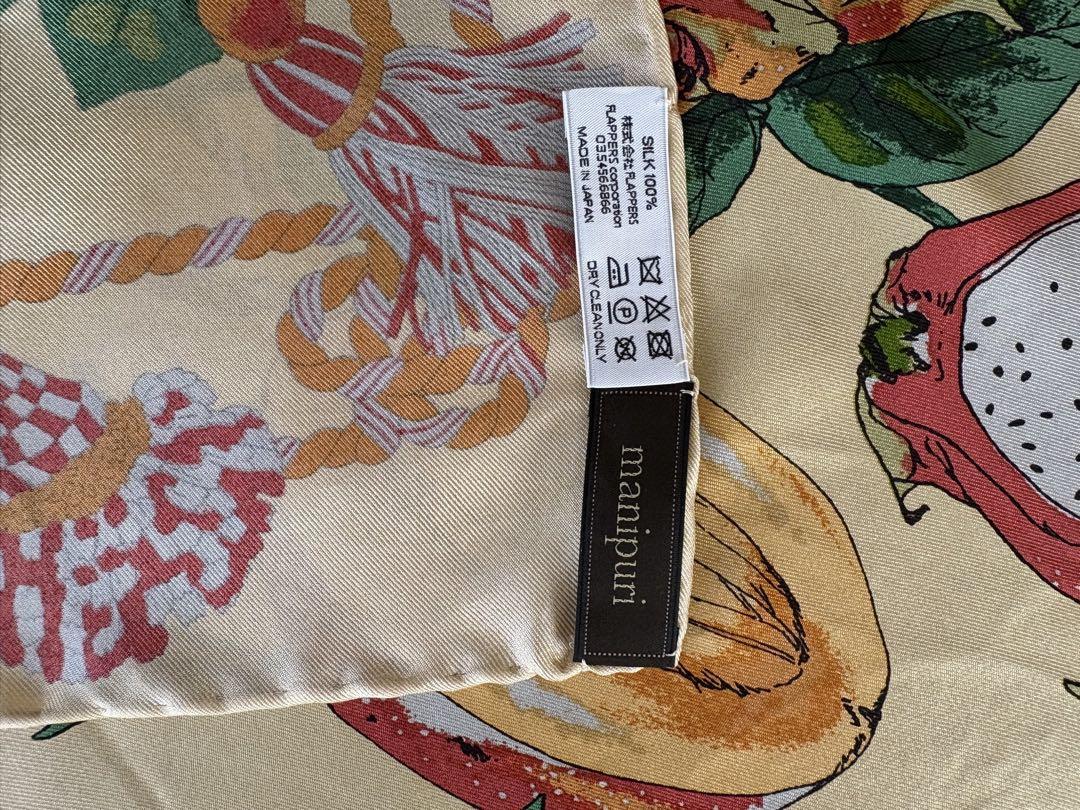 SILK 100%
株式会社 FLAPPERS
FLAPPERS corporation
0354566866
MADE IN JAPAN
P
DRY CLEAN ONLY
manipuri